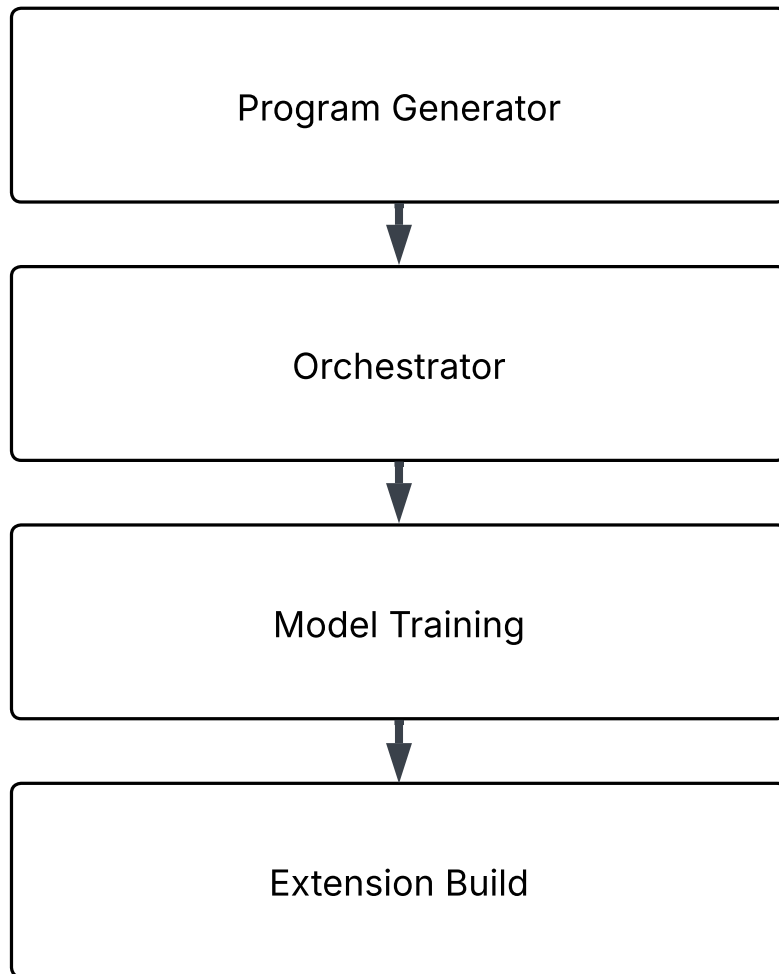 Program Generator
Orchestrator
Model Training
Extension Build